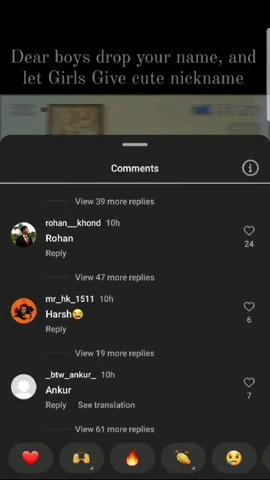 Dear boys drop your name, and
let Girls Give cute nickname
Comments
View 39 more replies
rohan__khond 10h
Rohan
24
Reply
View 47 more replies
mr_hk_1511 10h
Harsh😂
6
Reply
View 19 more replies
_btw_ankur_ 10h
Ankur
7
Reply See translation
View 61 more replies